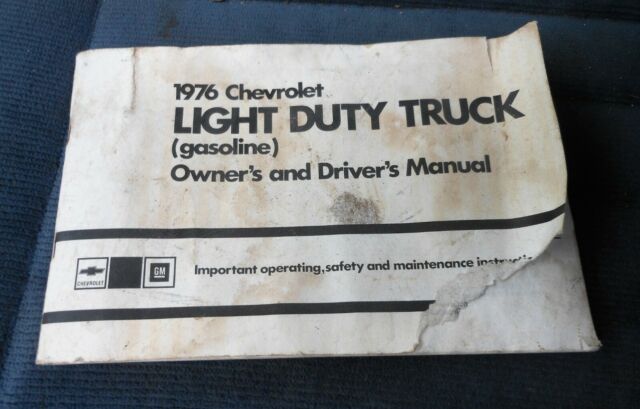 1976 Chevrolet
LIGHT DUTY TRUCK
(gasoline)
Owner's and Driver's Manual
CHEVROLET
GM
Important operating, safety and maintenance